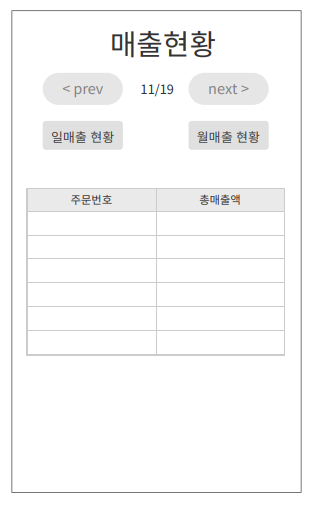 매출현황
< prev 11/19 next >
일매출 현황 월매출 현황
주문번호 총매출액